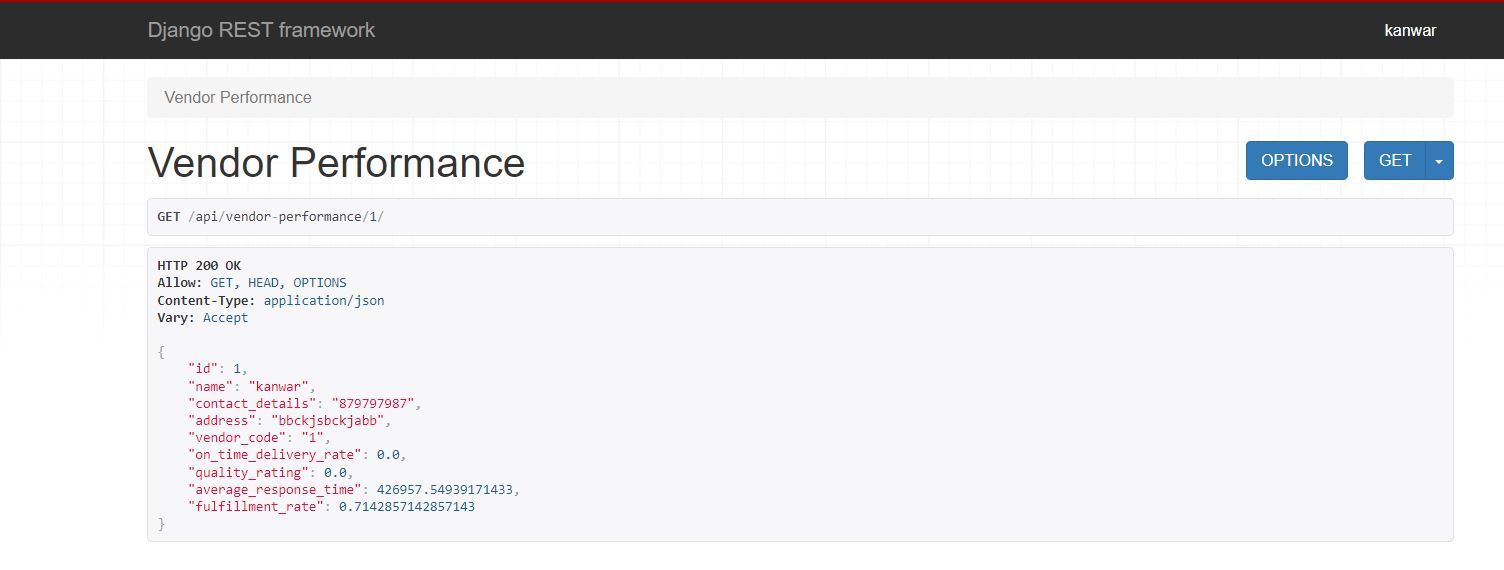 Django REST framework
kanwar
Vendor Performance
Vendor Performance
OPTIONS
GET
GET /api/vendor-performance/1/
HTTP 200 OK
Allow: GET, HEAD, OPTIONS
Content-Type: application/json
Vary: Accept
{
"id": 1,
"name": "kanwar",
"contact_details": "879797987",
"address": "bbckjsbckjabb",
"vendor_code": "1",
"on_time_delivery_rate": 0.0,
"quality_rating": 0.0,
"average_response_time": 426957.54939171433,
"fulfillment_rate": 0.7142857142857143
}